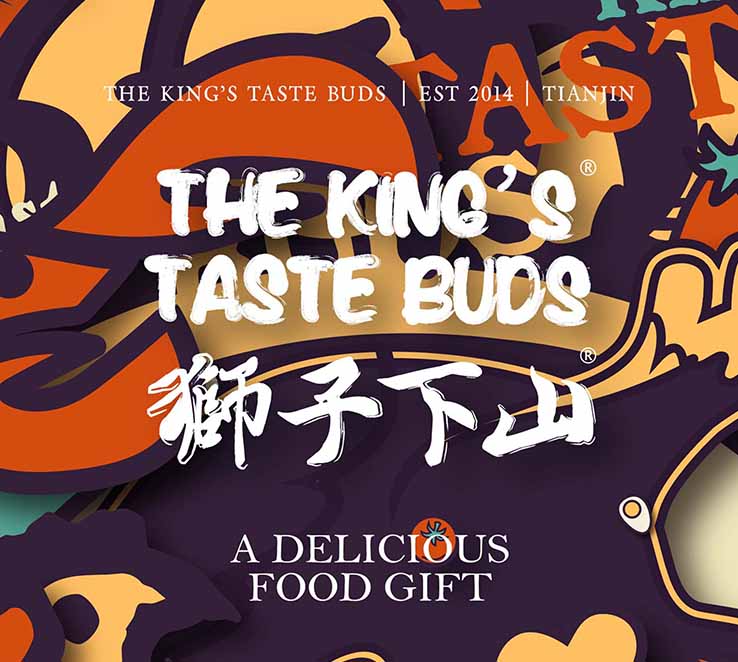 THE KING'S TASTE BUDS | EST 2014 | TIANJIN
THE KING'S®
TASTE BUDS
獅子下山®
A DELICIOUS
FOOD GIFT